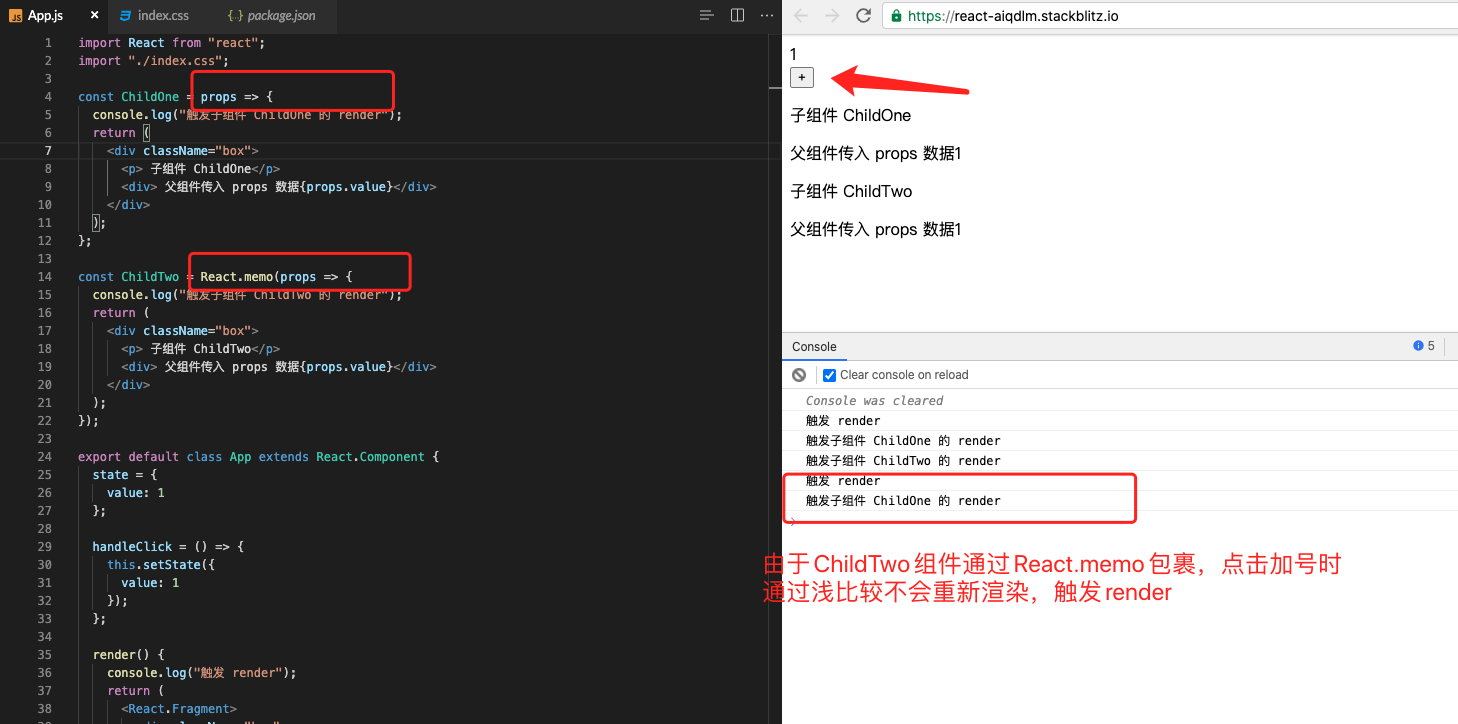 App.js × index.css package.json ···
1 import React from "react";
2 import "./index.css";
3
4 const ChildOne = props => {
5 console.log("触发子组件 ChildOne 的 render");
6 return (
7 <div className="box">
8 <p> 子组件 ChildOne</p>
9 <div> 父组件传入 props 数据{props.value}</div>
10 </div>
11 );
12 };
13
14 const ChildTwo = React.memo(props => {
15 console.log("触发子组件 ChildTwo 的 render");
16 return (
17 <div className="box">
18 <p> 子组件 ChildTwo</p>
19 <div> 父组件传入 props 数据{props.value}</div>
20 </div>
21 );
22 });
23
24 export default class App extends React.Component {
25 state = {
26 value: 1
27 };
28
29 handleClick = () => {
30 this.setState({
31 value: 1
32 });
33 };
34
35 render() {
36 console.log("触发 render");
37 return (
38 <React.Fragment>
https://react-aiqdlm.stackblitz.io
1
+
子组件 ChildOne
父组件传入 props 数据1
子组件 ChildTwo
父组件传入 props 数据1
Console 5
Clear console on reload
Console was cleared
触发 render
触发子组件 ChildOne 的 render
触发子组件 ChildTwo 的 render
触发 render
触发子组件 ChildOne 的 render
由于ChildTwo组件通过React.memo包裹，点击加号时
通过浅比较不会重新渲染，触发render